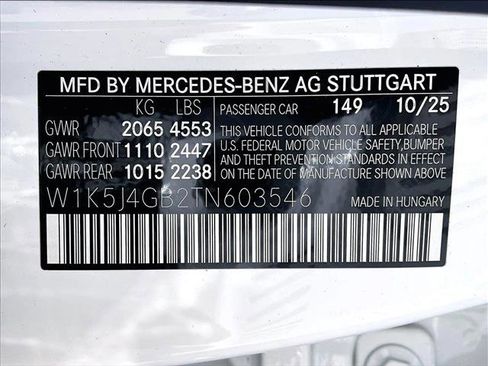 MFD BY MERCEDES-BENZ AG STUTTGART
KG LBS PASSENGER CAR 149 10/25
GVWR 2065 4553
GAWR FRONT 1110 2447
GAWR REAR 1015 2238
THIS VEHICLE CONFORMS TO ALL APPLICABLE
U.S. FEDERAL MOTOR VEHICLE SAFETY,BUMPER
AND THEFT PREVENTION STANDARDS IN EFFECT
ON THE DATE OF MANUFACTURE SHOWN ABOVE.
W1K5J4GB2TN603546 MADE IN HUNGARY